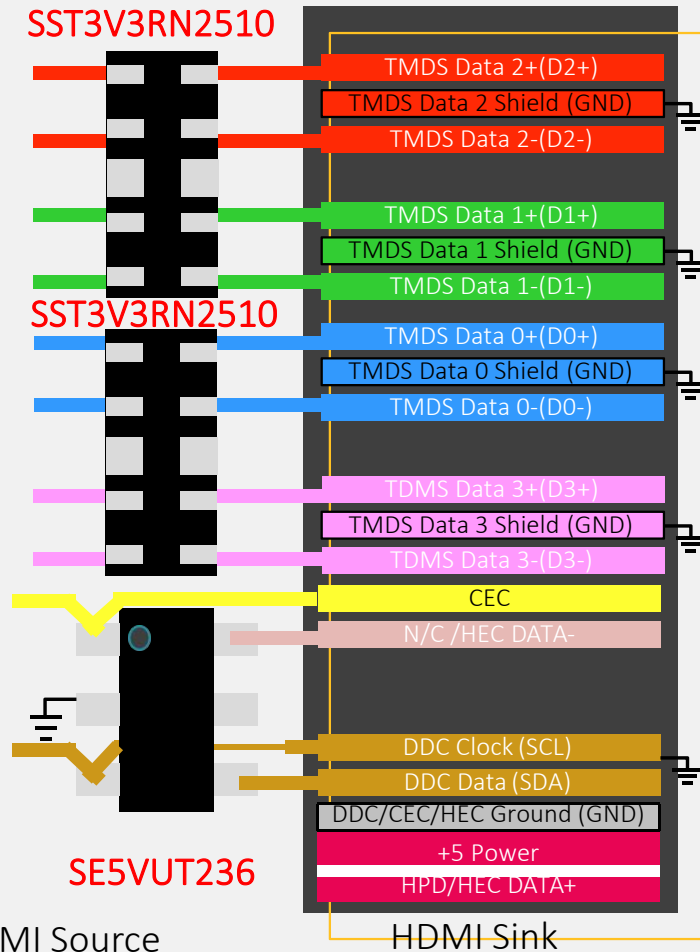 SST3V3RN2510
TMDS Data 2+(D2+)
TMDS Data 2 Shield (GND)
TMDS Data 2-(D2-)
TMDS Data 1+(D1+)
TMDS Data 1 Shield (GND)
TMDS Data 1-(D1-)
SST3V3RN2510
TMDS Data 0+(D0+)
TMDS Data 0 Shield (GND)
TMDS Data 0-(D0-)
TDMS Data 3+(D3+)
TMDS Data 3 Shield (GND)
TDMS Data 3-(D3-)
CEC
N/C /HEC DATA-
DDC Clock (SCL)
DDC Data (SDA)
DDC/CEC/HEC Ground (GND)
+5 Power
SE5VUT236
HPD/HEC DATA+
MI Source
HDMI Sink